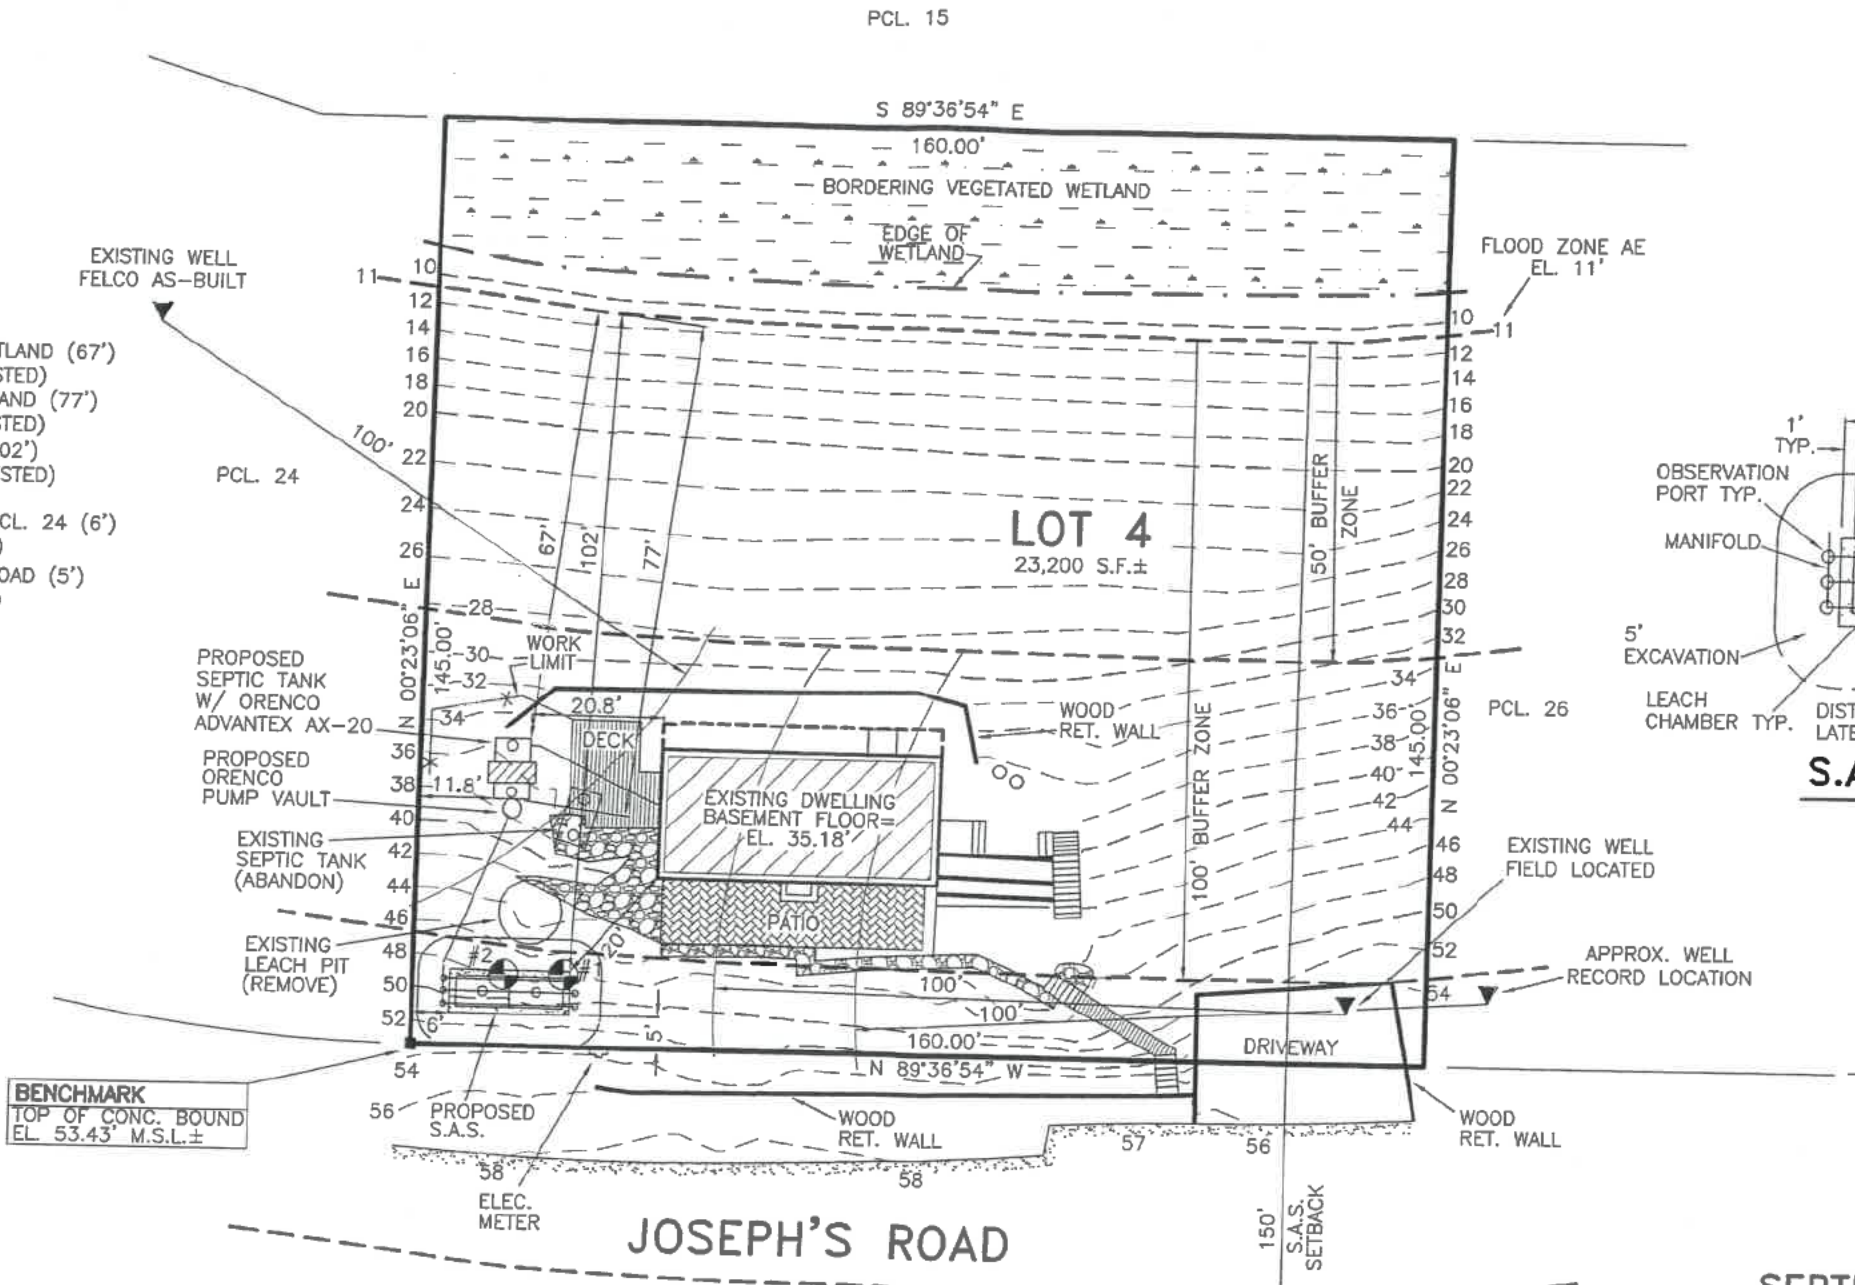 PCL. 15
S 89°36'54" E
160.00'
BORDERING VEGETATED WETLAND
EDGE OF
WETLAND
FLOOD ZONE AE
EL. 11'
EXISTING WELL
FELCO AS-BUILT
11
10
12
14
16
18
20
22
24
26
28
30
32
34
36
38
40
42
44
46
48
50
52
54
56
58
10
11
12
14
16
18
20
22
24
26
28
30
32
34
36
38
40
42
44
46
48
50
52
54
TLAND (67')
STED)
AND (77')
STED)
02')
STED)
CL. 24 (6')
)
OAD (5')
PCL. 24
100'
67'
102'
77'
LOT 4
23,200 S.F.±
50' BUFFER
ZONE
100' BUFFER ZONE
N 00°23'06" E
145.00'
N 00°23'06" E
145.00'
PCL. 26
WORK
LIMIT
20.8'
DECK
11.8'
PROPOSED
SEPTIC TANK
W/ ORENCO
ADVANTEX AX-20
PROPOSED
ORENCO
PUMP VAULT
EXISTING
SEPTIC TANK
(ABANDON)
EXISTING
LEACH PIT
(REMOVE)
EXISTING DWELLING
BASEMENT FLOOR=
EL. 35.18'
PATIO
WOOD
RET. WALL
EXISTING WELL
FIELD LOCATED
APPROX. WELL
RECORD LOCATION
#2
20'
6'
5'
100'
100'
160.00'
N 89°36'54" W
DRIVEWAY
BENCHMARK
TOP OF CONC. BOUND
EL. 53.43' M.S.L.±
PROPOSED
S.A.S.
ELEC.
METER
WOOD
RET. WALL
WOOD
RET. WALL
57
56
58
150'
S.A.S.
SETBACK
JOSEPH'S ROAD
1'
TYP.
OBSERVATION
PORT TYP.
MANIFOLD
5'
EXCAVATION
LEACH
CHAMBER TYP.
DIST
LATE
S.A
SEPTI